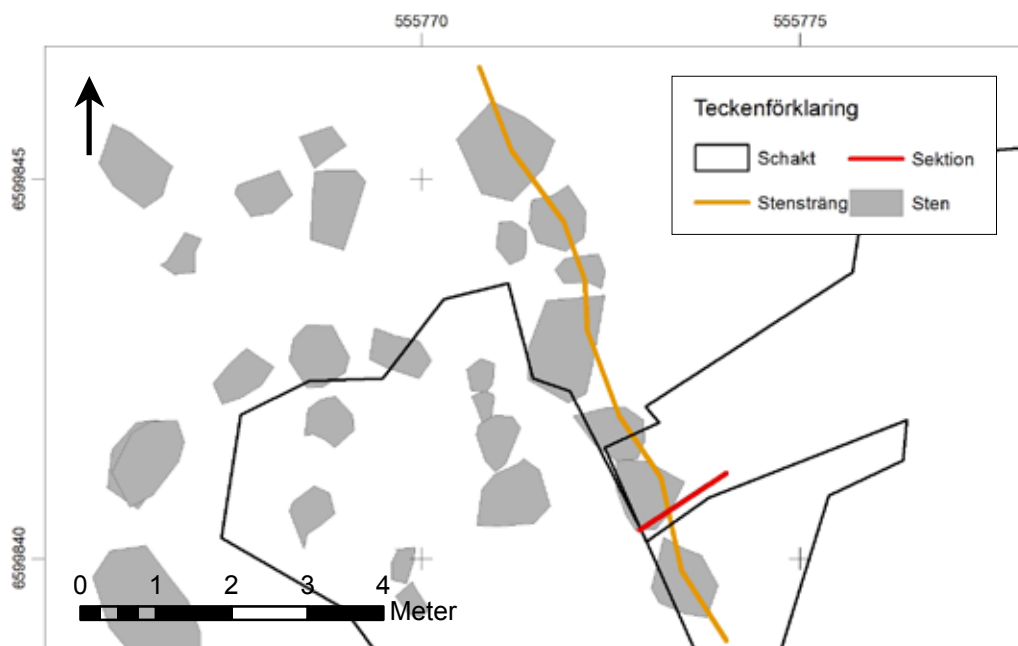 555770
555775
6599845
6599840
Teckenförklaring
Schakt
Sektion
Stensträng
Sten
0 1 2 3 4
Meter